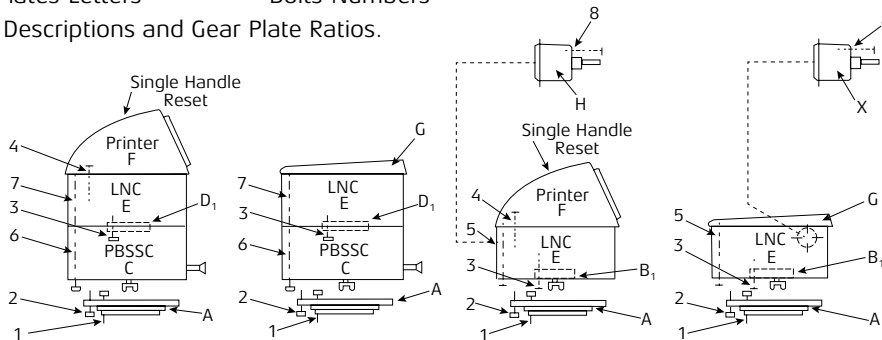 Letters Bolts Numbers
Descriptions and Gear Plate Ratios.
Single Handle
Reset
Printer
F
4
7
LNC
E
D₁
3
6
PBSSC
C
2
A
1
G
7
LNC
E
D₁
3
6
PBSSC
C
2
A
1
8
H
Single Handle
Reset
Printer
F
4
5
LNC
E
3
B₁
2
A
1
X
G
5
LNC
E
3
B₁
2
A
1